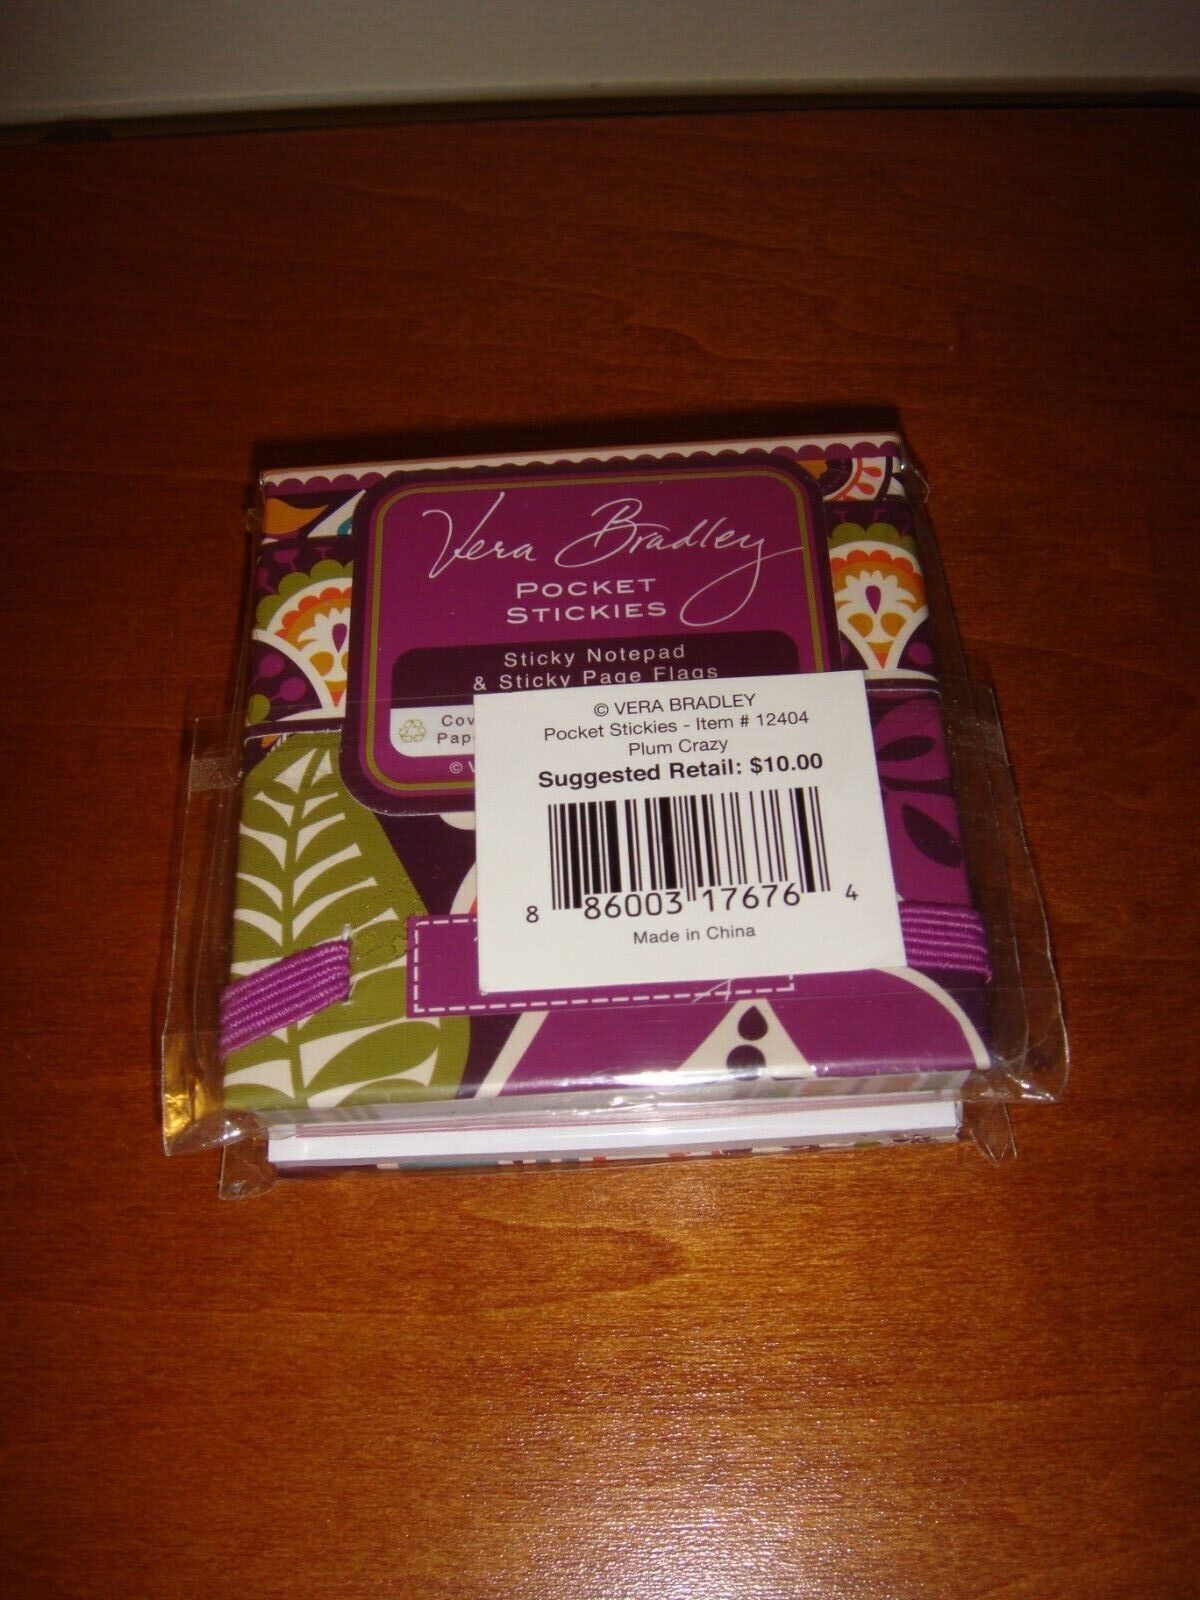 Vera Bradley
POCKET
STICKIES
Sticky Notepad
& Sticky Page Flags
©
© VERA BRADLEY
Pocket Stickies - Item # 12404
Plum Crazy
Suggested Retail: $10.00
8 86003 17676 4
Made in China